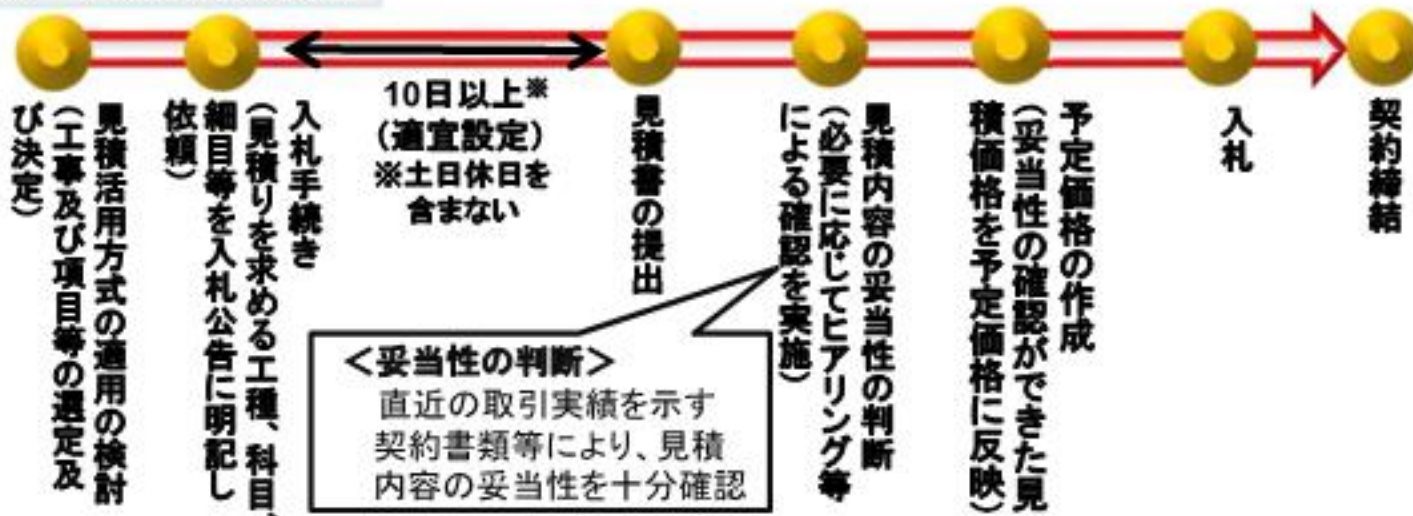 見積活用方式の適用の検討
（工事及び項目等の選定及
び決定）
入札手続き
（見積りを求める工種、科目、
細目等を入札公告に明記し
依頼）
10日以上※
（適宜設定）
※土日休日を
含まない
見積書の提出
見積内容の妥当性の判断
（必要に応じてヒアリング等
による確認を実施）
＜妥当性の判断＞
直近の取引実績を示す
契約書類等により、見積
内容の妥当性を十分確認
予定価格の作成
（妥当性の確認ができた見
積価格を予定価格に反映）
入札
契約締結